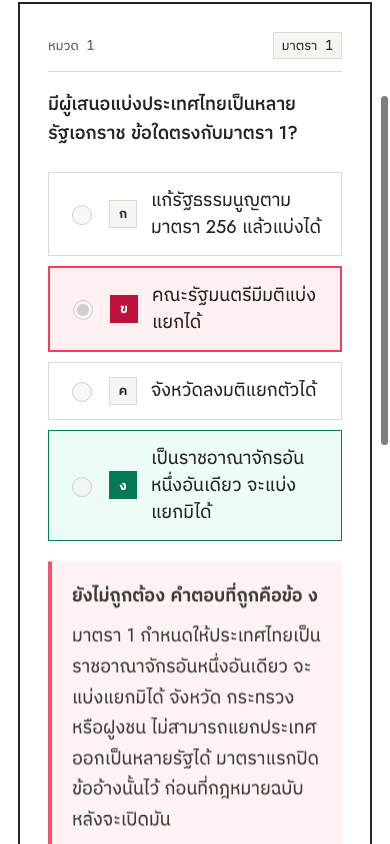 หมวด 1
มาตรา 1
มีผู้เสนอแบ่งประเทศไทยเป็นหลาย
รัฐเอกราช ข้อใดตรงกับมาตรา 1?
ก
แก้รัฐธรรมนูญตาม
มาตรา 256 แล้วแบ่งได้
ข
คณะรัฐมนตรีมีมติแบ่ง
แยกได้
ค
จังหวัดลงมติแยกตัวได้
ง
เป็นราชอาณาจักรอัน
หนึ่งอันเดียว จะแบ่ง
แยกมิได้
ยังไม่ถูกต้อง คำตอบที่ถูกคือข้อ ง
มาตรา 1 กำหนดให้ประเทศไทยเป็น
ราชอาณาจักรอันหนึ่งอันเดียว จะ
แบ่งแยกมิได้ จังหวัด กระทรวง
หรือฝูงชน ไม่สามารถแยกประเทศ
ออกเป็นหลายรัฐได้ มาตราแรกปิด
ข้ออ้างนั้นไว้ ก่อนที่กฎหมายฉบับ
หลังจะเปิดมัน